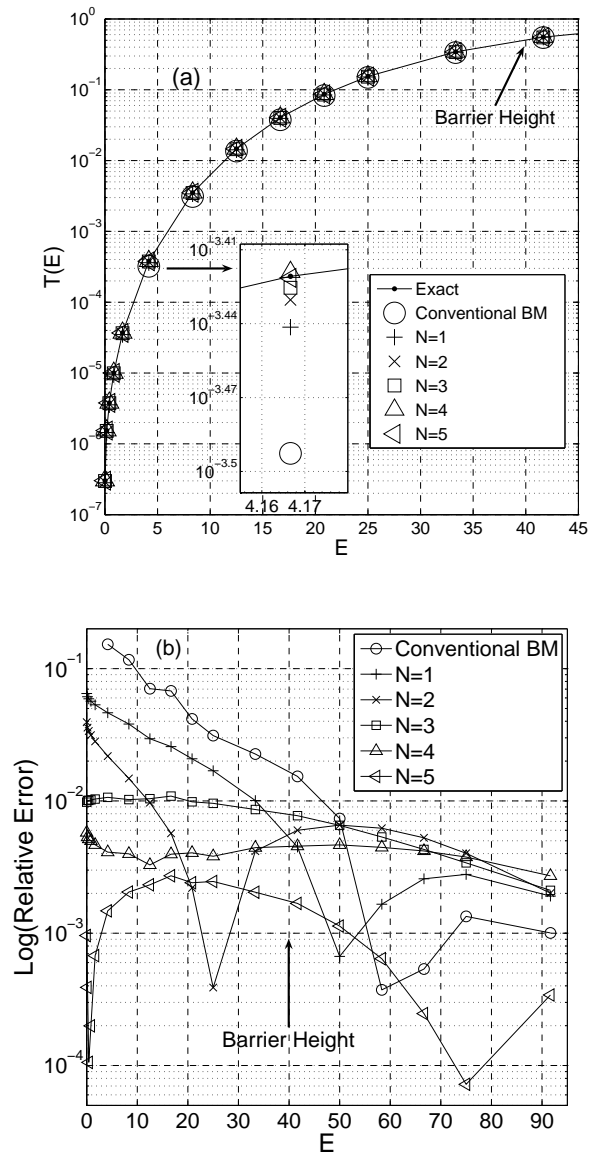 10^0
10^−1
10^−2
10^−3
10^−4
10^−5
10^−6
10^−7
T(E)
(a)
Barrier Height
10^−3.41
10^−3.44
10^−3.47
10^−3.5
4.16 4.17
Exact
Conventional BM
N=1
N=2
N=3
N=4
N=5
0 5 10 15 20 25 30 35 40 45
E
(b)
10^−1
10^−2
10^−3
10^−4
Log(Relative Error)
Conventional BM
N=1
N=2
N=3
N=4
N=5
Barrier Height
0 10 20 30 40 50 60 70 80 90
E